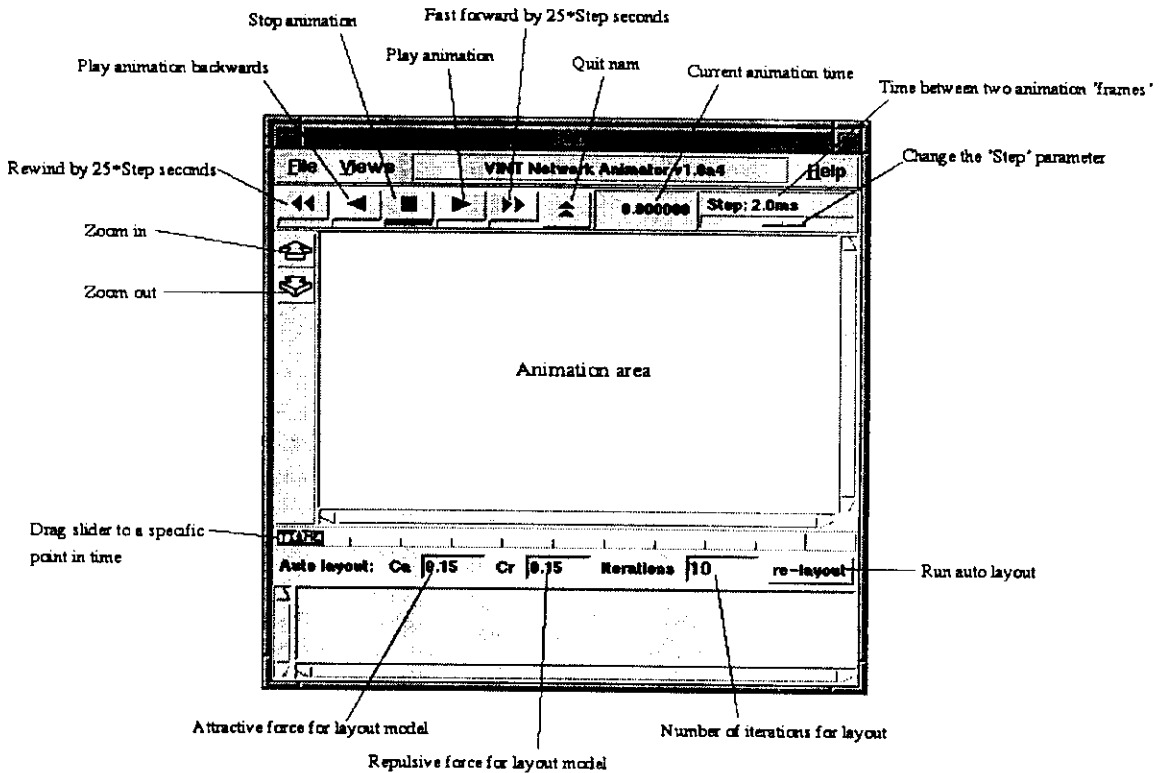 Stop animation
Fast forward by 25*Step seconds
Play animation backwards
Play animation
Quit nam
Current animation time
Time between two animation "frames"
Change the "Step" parameter
Rewind by 25*Step seconds
File Views VINT Network Animator v1.0a4 Help
0.000000 Step: 2.0ms
Zoom in
Zoom out
Animation area
Drag slider to a specific
point in time
TIME
Auto layout: Ca 0.15 Cr 0.15 Iterations 10 re-layout
Run auto layout
Attractive force for layout model
Number of iterations for layout
Repulsive force for layout model